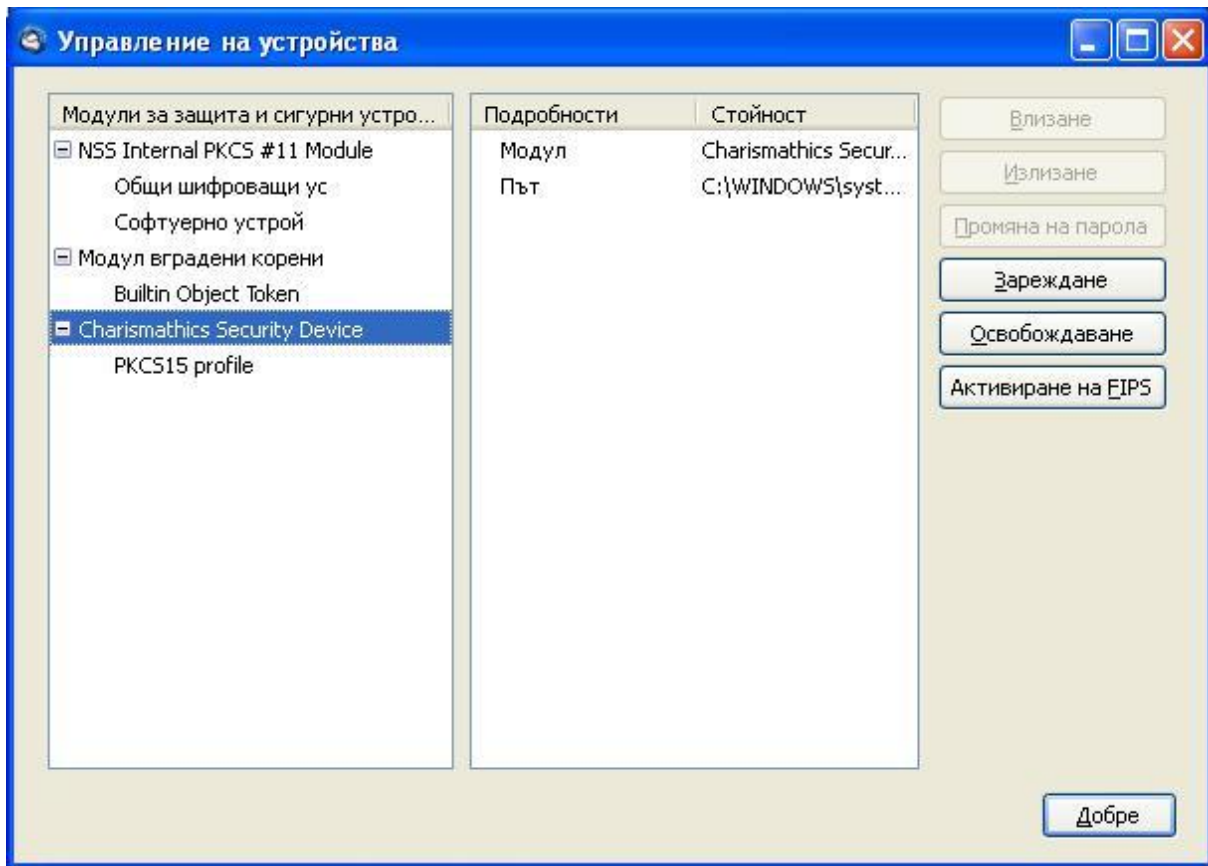 Управление на устройства
Модули за защита и сигурни устро...
NSS Internal PKCS #11 Module
Общи шифроващи ус
Софтуерно устрой
Модул вградени корени
Builtin Object Token
Charismathics Security Device
PKCS15 profile
Подробности Стойност
Модул Charismathics Secur...
Път C:\WINDOWS\syst...
Влизане
Излизане
Промяна на парола
Зареждане
Освобождаване
Активиране на FIPS
Добре